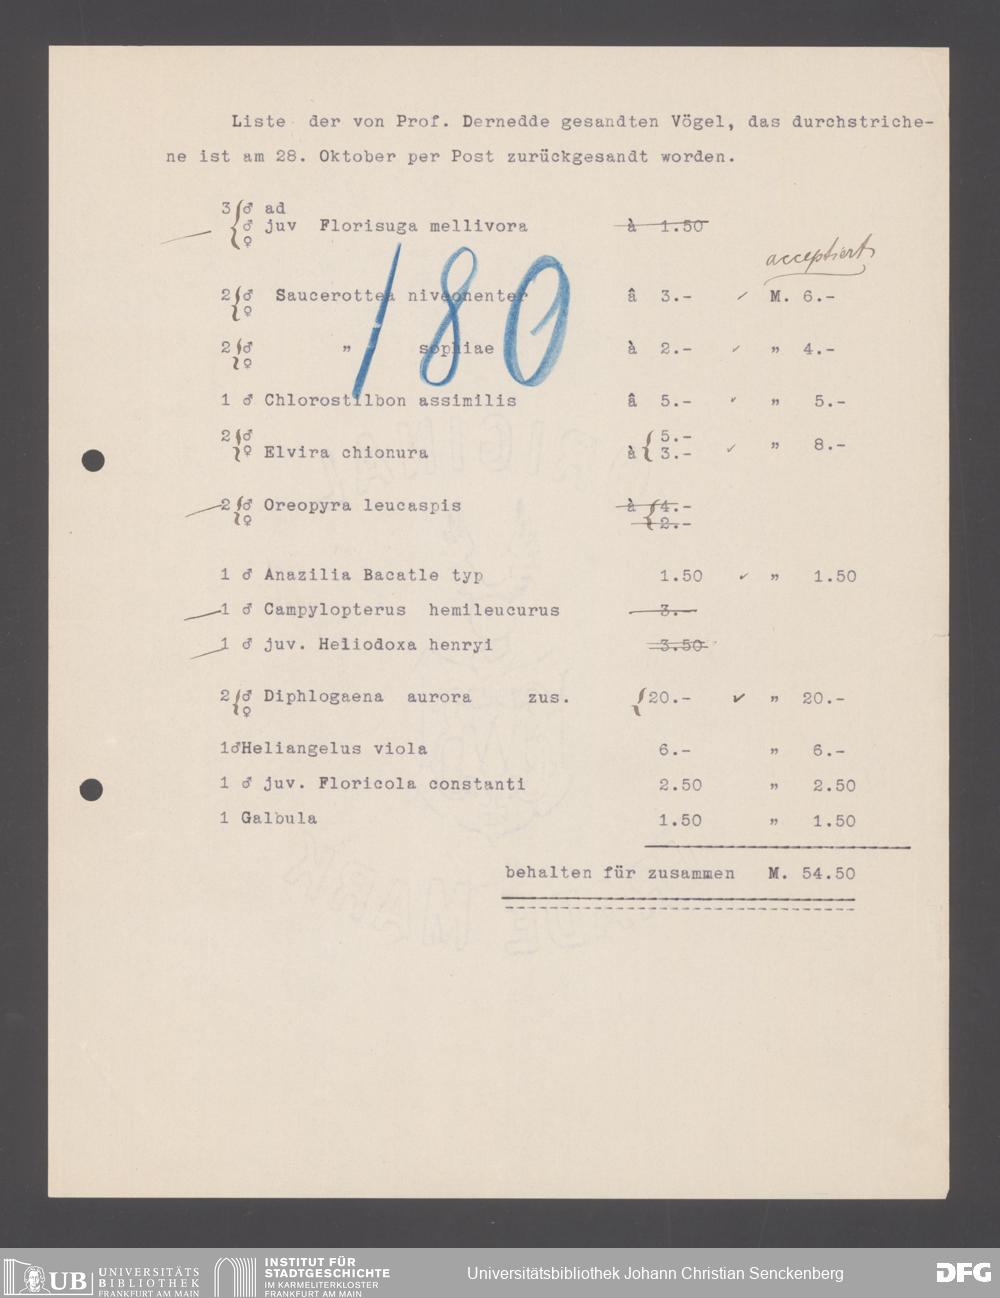 Liste der von Prof. Dernedde gesandten Vögel, das durchstriche-
ne ist am 28. Oktober per Post zurückgesandt worden.
3 { ♂ ad
♂ juv Florisuga mellivora à 1.50
♀
acceptiert
2 { ♂ Saucerottea niveonenter â 3.- ✓ M. 6.-
♀
2 { ♂ " sophiae à 2.- ✓ " 4.-
♀
180
1 ♂ Chlorostilbon assimilis â 5.- ✓ " 5.-
2 { ♂ { 5.- ✓ " 8.-
♀ Elvira chionura à { 3.-
2 { ♂ Oreopyra leucaspis à { 4.-
♀ 2.-
1 ♂ Anazilia Bacatle typ 1.50 ✓ " 1.50
1 ♂ Campylopterus hemileucurus 3.-
1 ♂ juv. Heliodoxa henryi 3.50
2 { ♂ Diphlogaena aurora zus. { 20.- ✓ " 20.-
♀
1♂Heliangelus viola 6.- " 6.-
1 ♂ juv. Floricola constanti 2.50 " 2.50
1 Galbula 1.50 " 1.50
behalten für zusammen M. 54.50
ORIGINAL
UB UNIVERSITÄTS
BIBLIOTHEK
FRANKFURT AM MAIN
INSTITUT FÜR
STADTGESCHICHTE
IM KARMELITERKLOSTER
FRANKFURT AM MAIN
Universitätsbibliothek Johann Christian Senckenberg
DFG